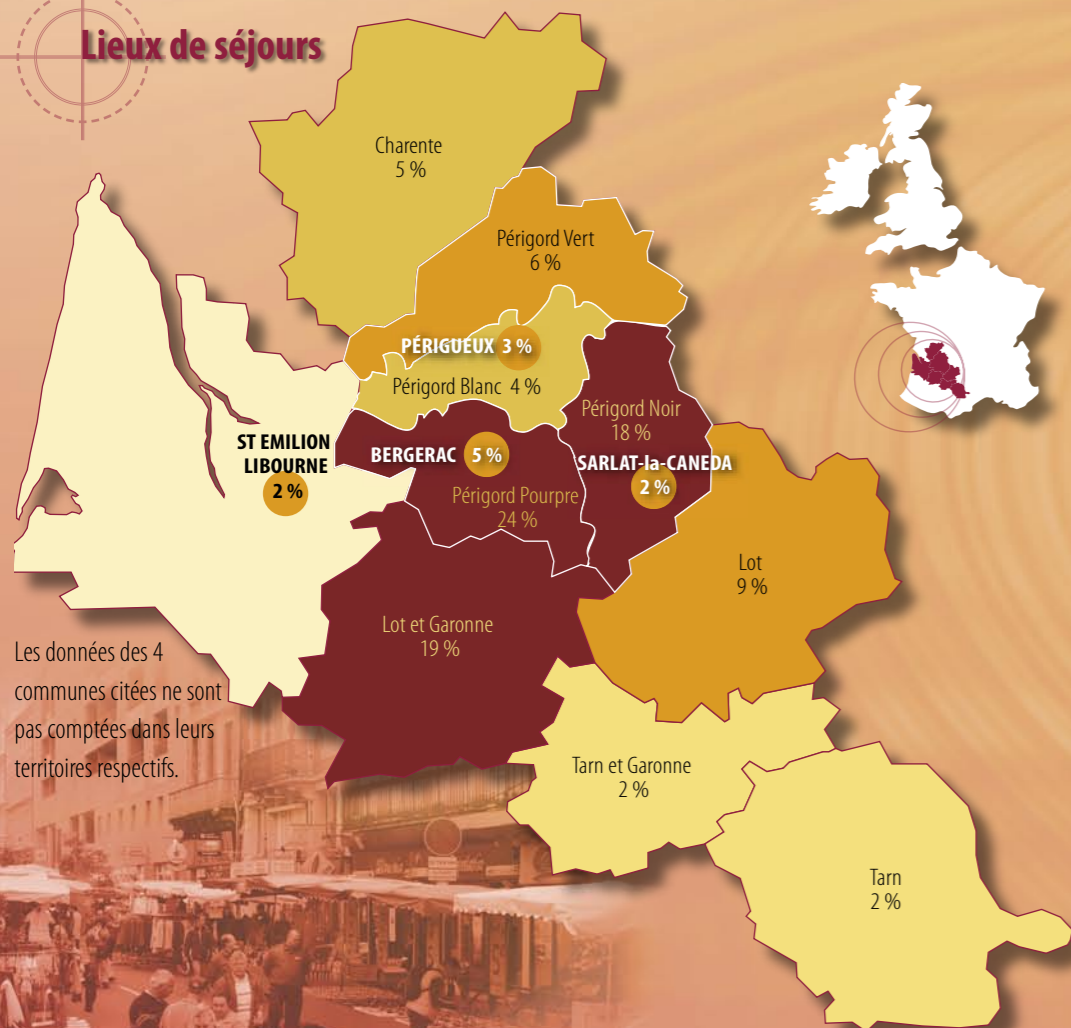 Lieux de séjours
Charente
5 %
Périgord Vert
6 %
PÉRIGUEUX 3 %
Périgord Blanc 4 %
Périgord Noir
18 %
ST EMILION
LIBOURNE
2 %
BERGERAC 5 %
SARLAT-la-CANEDA
2 %
Périgord Pourpre
24 %
Lot
9 %
Lot et Garonne
19 %
Les données des 4
communes citées ne sont
pas comptées dans leurs
territoires respectifs.
Tarn et Garonne
2 %
Tarn
2 %